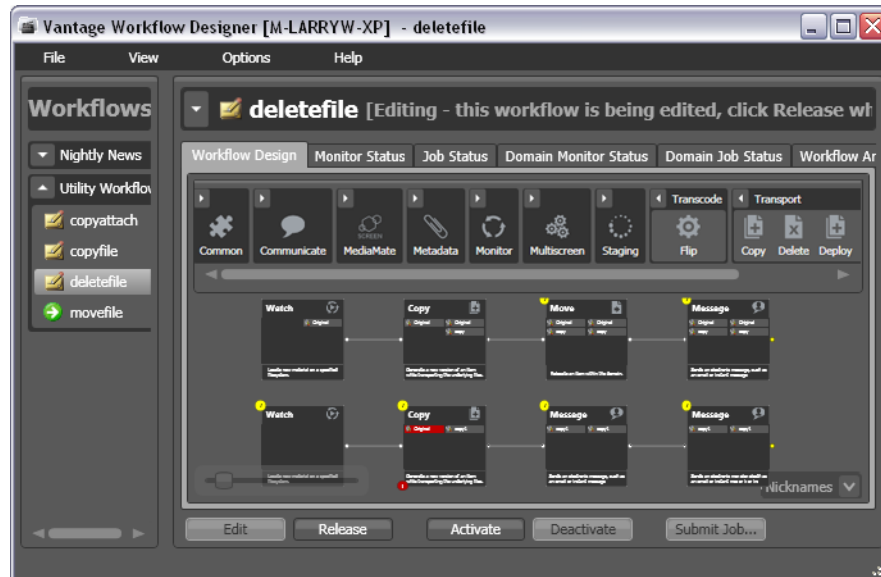 Vantage Workflow Designer [M-LARRYW-XP] - deletefile
File View Options Help
Workflows
Nightly News
Utility Workflov
copyattach
copyfile
deletefile
movefile
deletefile [Editing - this workflow is being edited, click Release wh
Workflow Design Monitor Status Job Status Domain Monitor Status Domain Job Status Workflow Ar
Transcode Transport
SCREEN
Common Communicate MediaMate Metadata Monitor Multiscreen Staging Flip Copy Delete Deploy
Watch Copy Move Message
Original Original Original Original Original Original Original
copy copy copy copy copy
Watch Copy Message Message
Original copy1 copy1 copy1 copy1 copy1
Nicknames
Edit Release Activate Deactivate Submit Job...